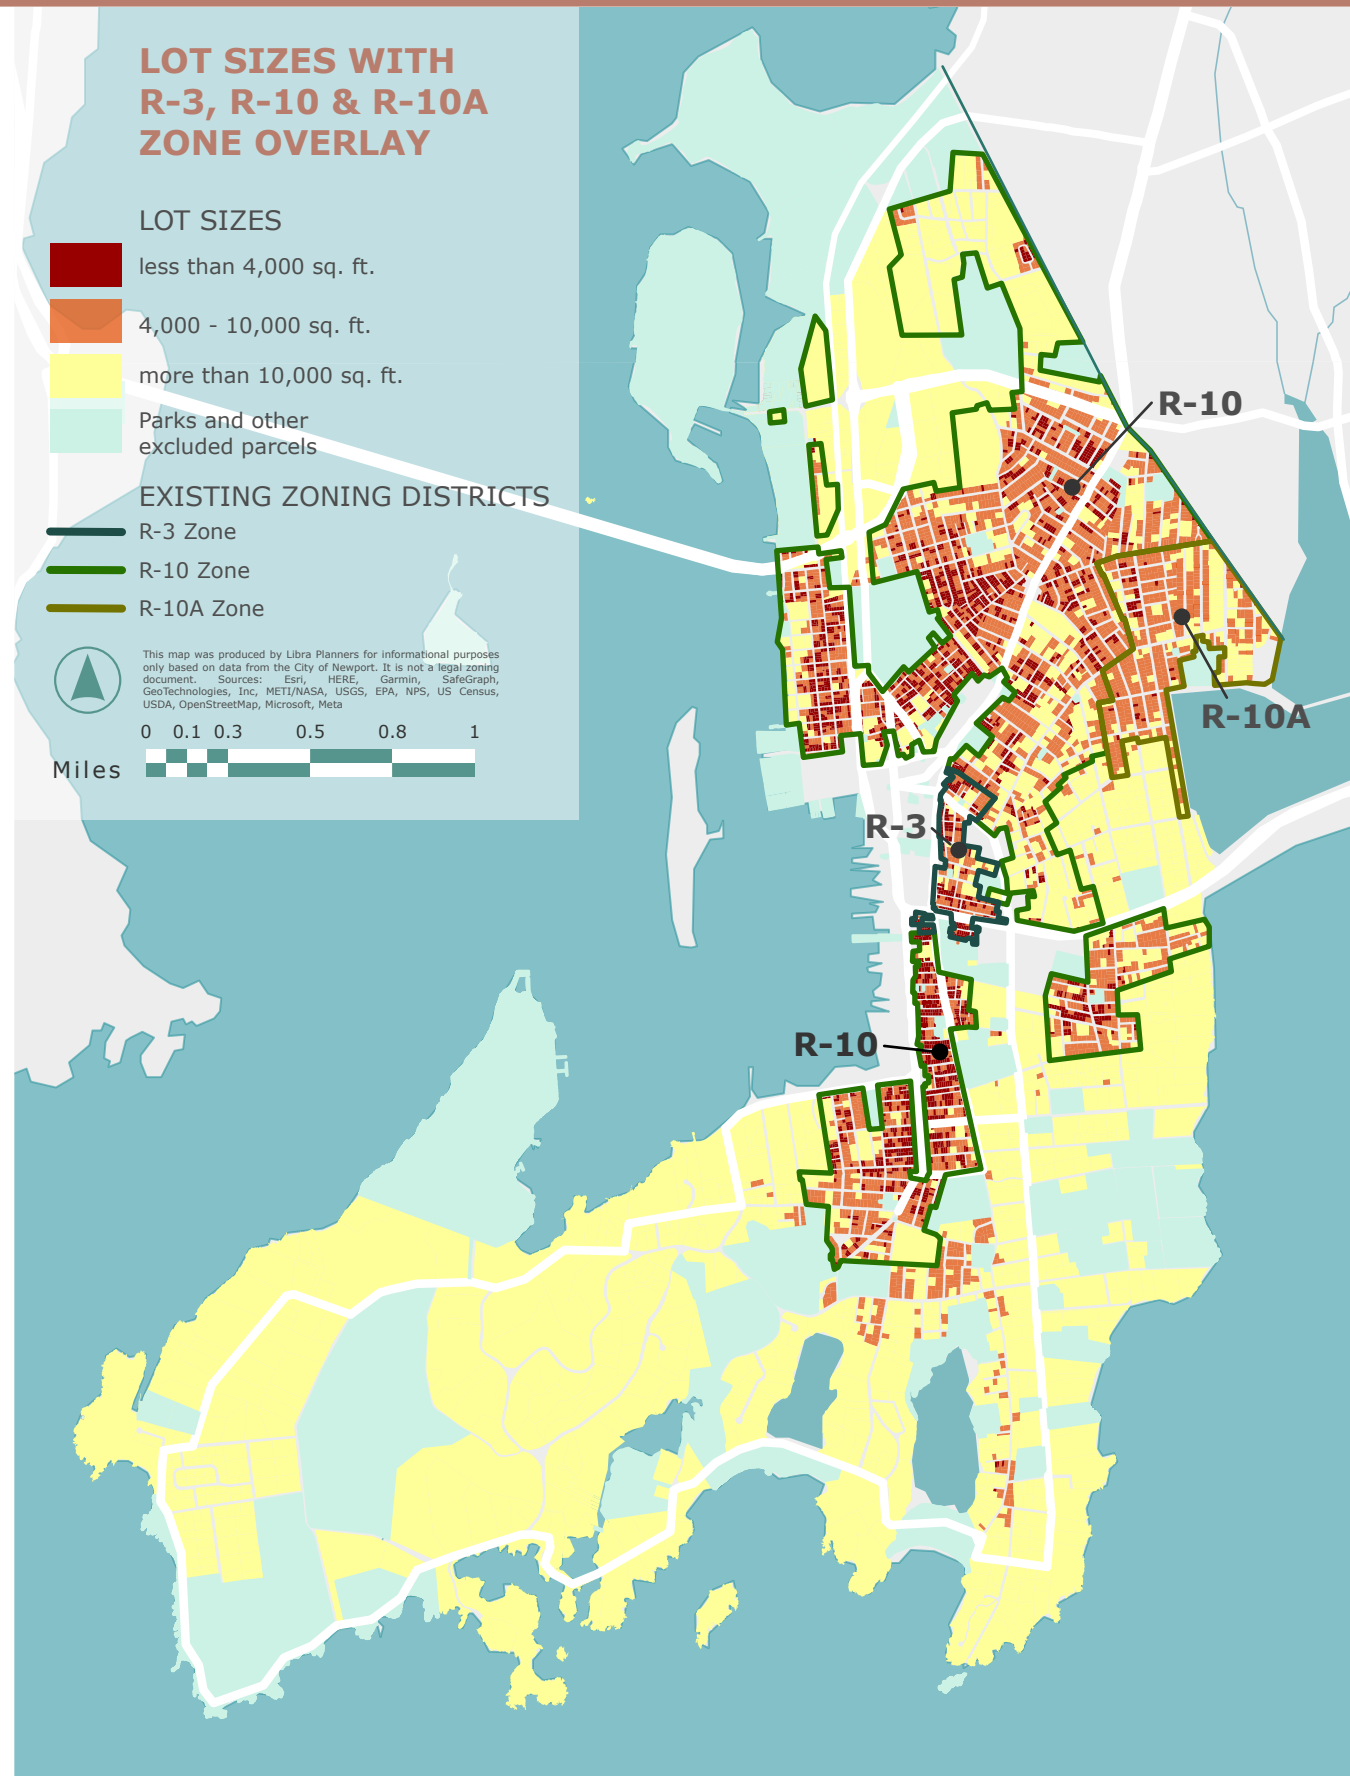 LOT SIZES WITH
R-3, R-10 & R-10A
ZONE OVERLAY
LOT SIZES
less than 4,000 sq. ft.
4,000 - 10,000 sq. ft.
more than 10,000 sq. ft.
Parks and other
excluded parcels
EXISTING ZONING DISTRICTS
R-3 Zone
R-10 Zone
R-10A Zone
This map was produced by Libra Planners for informational purposes
only based on data from the City of Newport. It is not a legal zoning
document. Sources: Esri, HERE, Garmin, SafeGraph,
GeoTechnologies, Inc, METI/NASA, USGS, EPA, NPS, US Census,
USDA, OpenStreetMap, Microsoft, Meta
0 0.1 0.3 0.5 0.8 1
Miles
R-10
R-10A
R-3
R-10